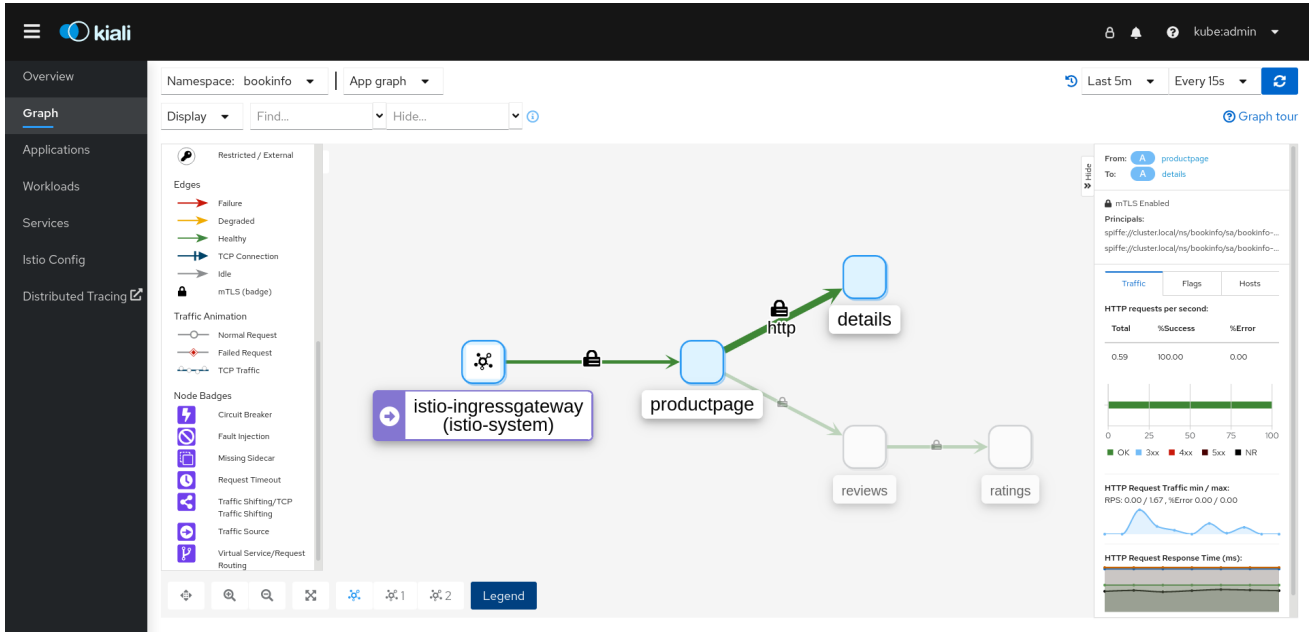 kiali
kube:admin
Overview
Graph
Applications
Workloads
Services
Istio Config
Distributed Tracing
Namespace: bookinfo
App graph
Last 5m
Every 15s
Display
Find...
Hide...
Graph tour
Restricted / External
Edges
Failure
Degraded
Healthy
TCP Connection
Idle
mTLS (badge)
Traffic Animation
Normal Request
Failed Request
TCP Traffic
Node Badges
Circuit Breaker
Fault Injection
Missing Sidecar
Request Timeout
Traffic Shifting/TCP
Traffic Shifting
Traffic Source
Virtual Service/Request
Routing
1
2
Legend
istio-ingressgateway
(istio-system)
productpage
http
details
reviews
ratings
Hide
From: A productpage
To: A details
mTLS Enabled
Principals:
spiffe://cluster.local/ns/bookinfo/sa/bookinfo-...
spiffe://cluster.local/ns/bookinfo/sa/bookinfo-...
Traffic Flags Hosts
HTTP requests per second:
Total %Success %Error
0.59 100.00 0.00
0 25 50 75 100
OK 3xx 4xx 5xx NR
HTTP Request Traffic min / max:
RPS: 0.00 / 1.67 , %Error 0.00 / 0.00
HTTP Request Response Time (ms):